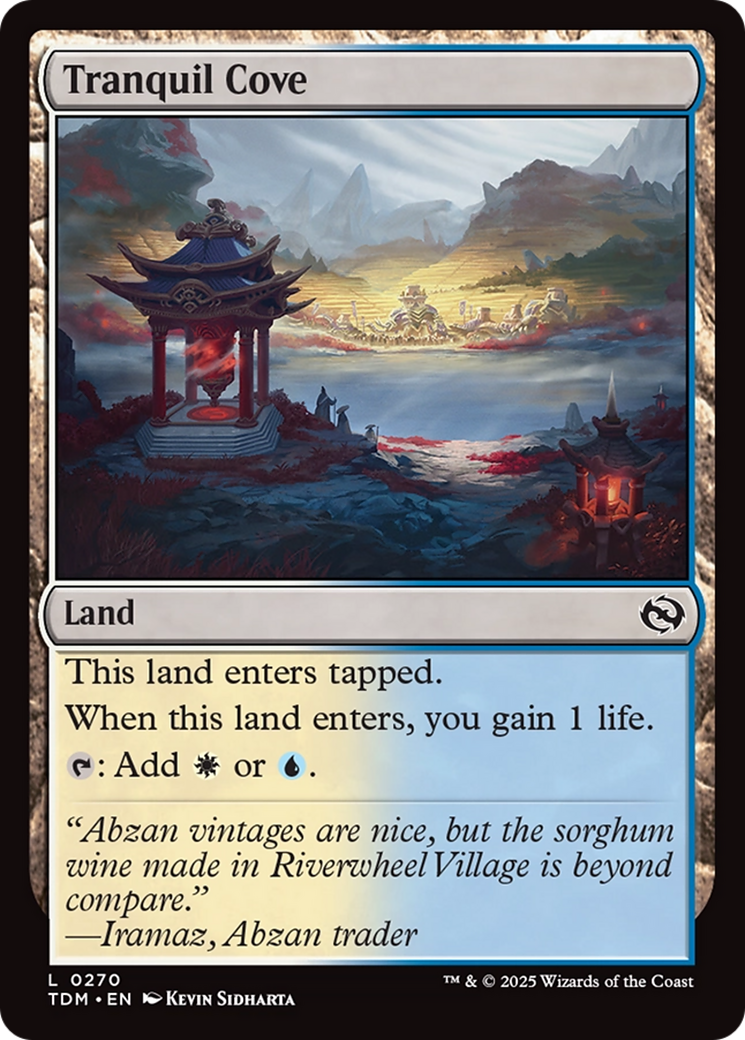 Tranquil Cove
Land
This land enters tapped.
When this land enters, you gain 1 life.
: Add or .
“Abzan vintages are nice, but the sorghum
wine made in Riverwheel Village is beyond
compare.”
—Iramaz, Abzan trader
L 0270
TDM • EN Kevin Sidharta
™ & © 2025 Wizards of the Coast